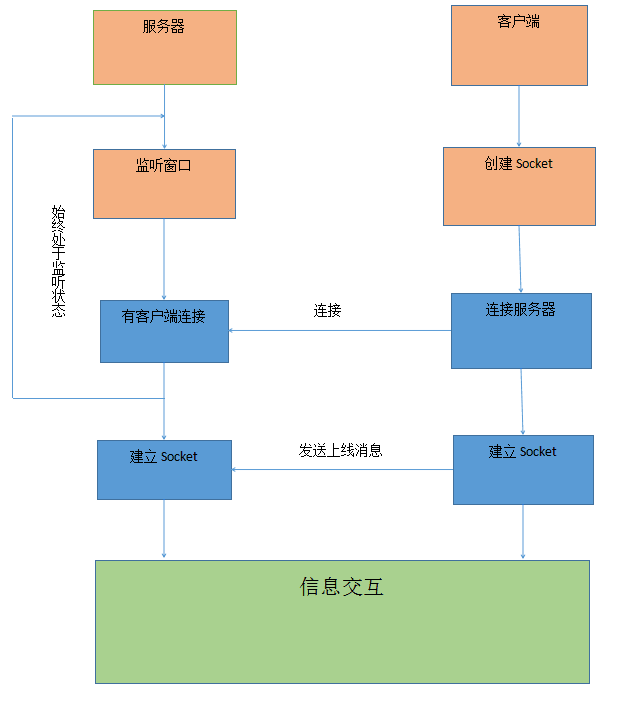 服务器
客户端
监听窗口
创建 Socket
始终处于监听状态
有客户端连接
连接
连接服务器
建立 Socket
发送上线消息
建立 Socket
信息交互